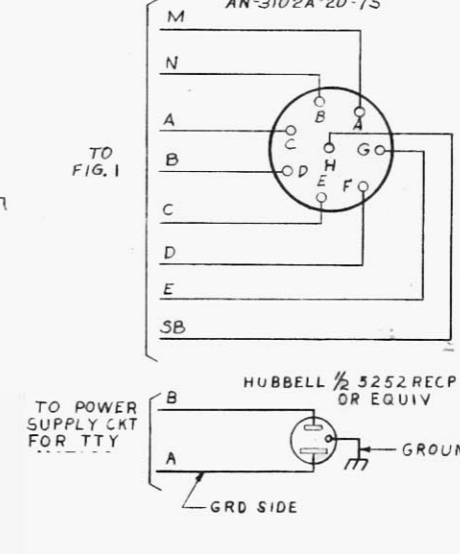 AN-3102A-20-7S
M
N
A
B
C
D
E
SB
TO
FIG. 1
B
A
C
D
H
G
E
F
HUBBELL ½ 5252 RECP
OR EQUIV
TO POWER
SUPPLY CKT
FOR TTY
B
A
GRD SIDE